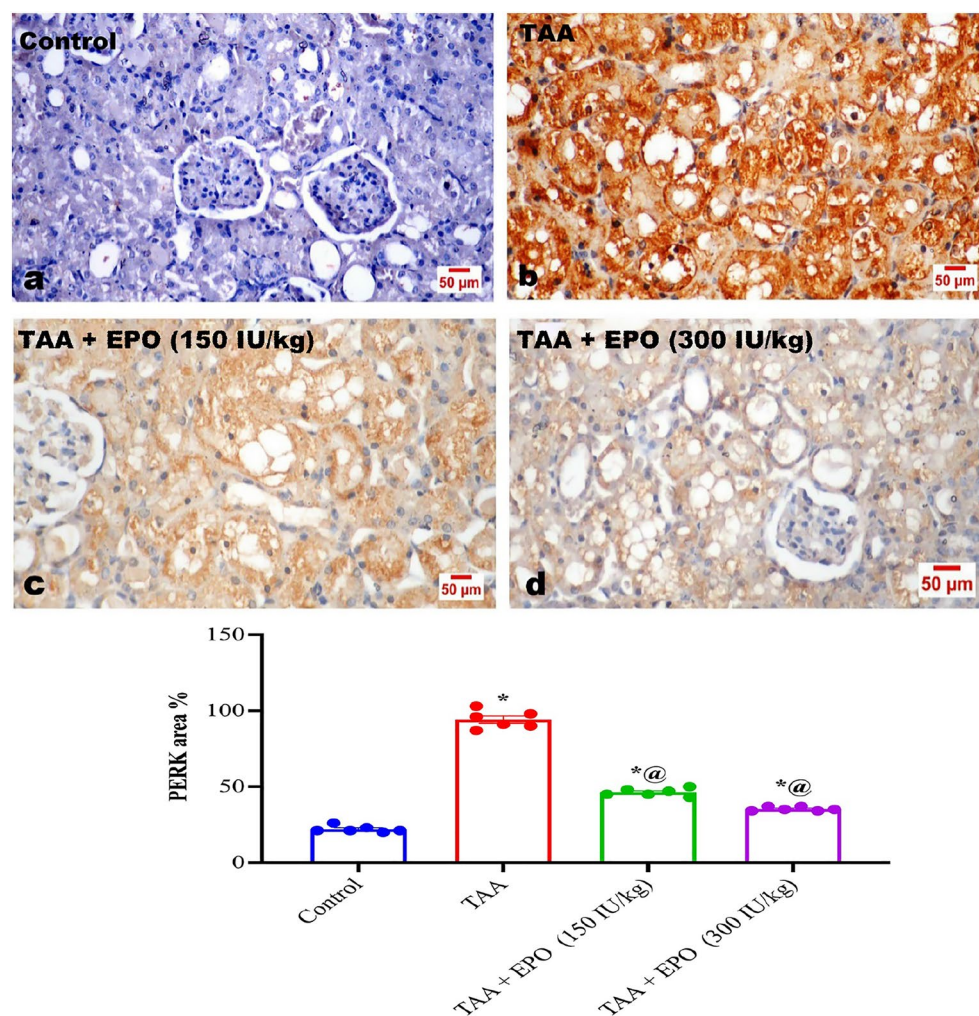 Control
TAA
a
50 µm
b
50 µm
TAA + EPO (150 IU/kg)
TAA + EPO (300 IU/kg)
c
50 µm
d
50 µm
150
100
50
0
PERK area %
*
*@
*@
Control
TAA
TAA + EPO (150 IU/kg)
TAA + EPO (300 IU/kg)